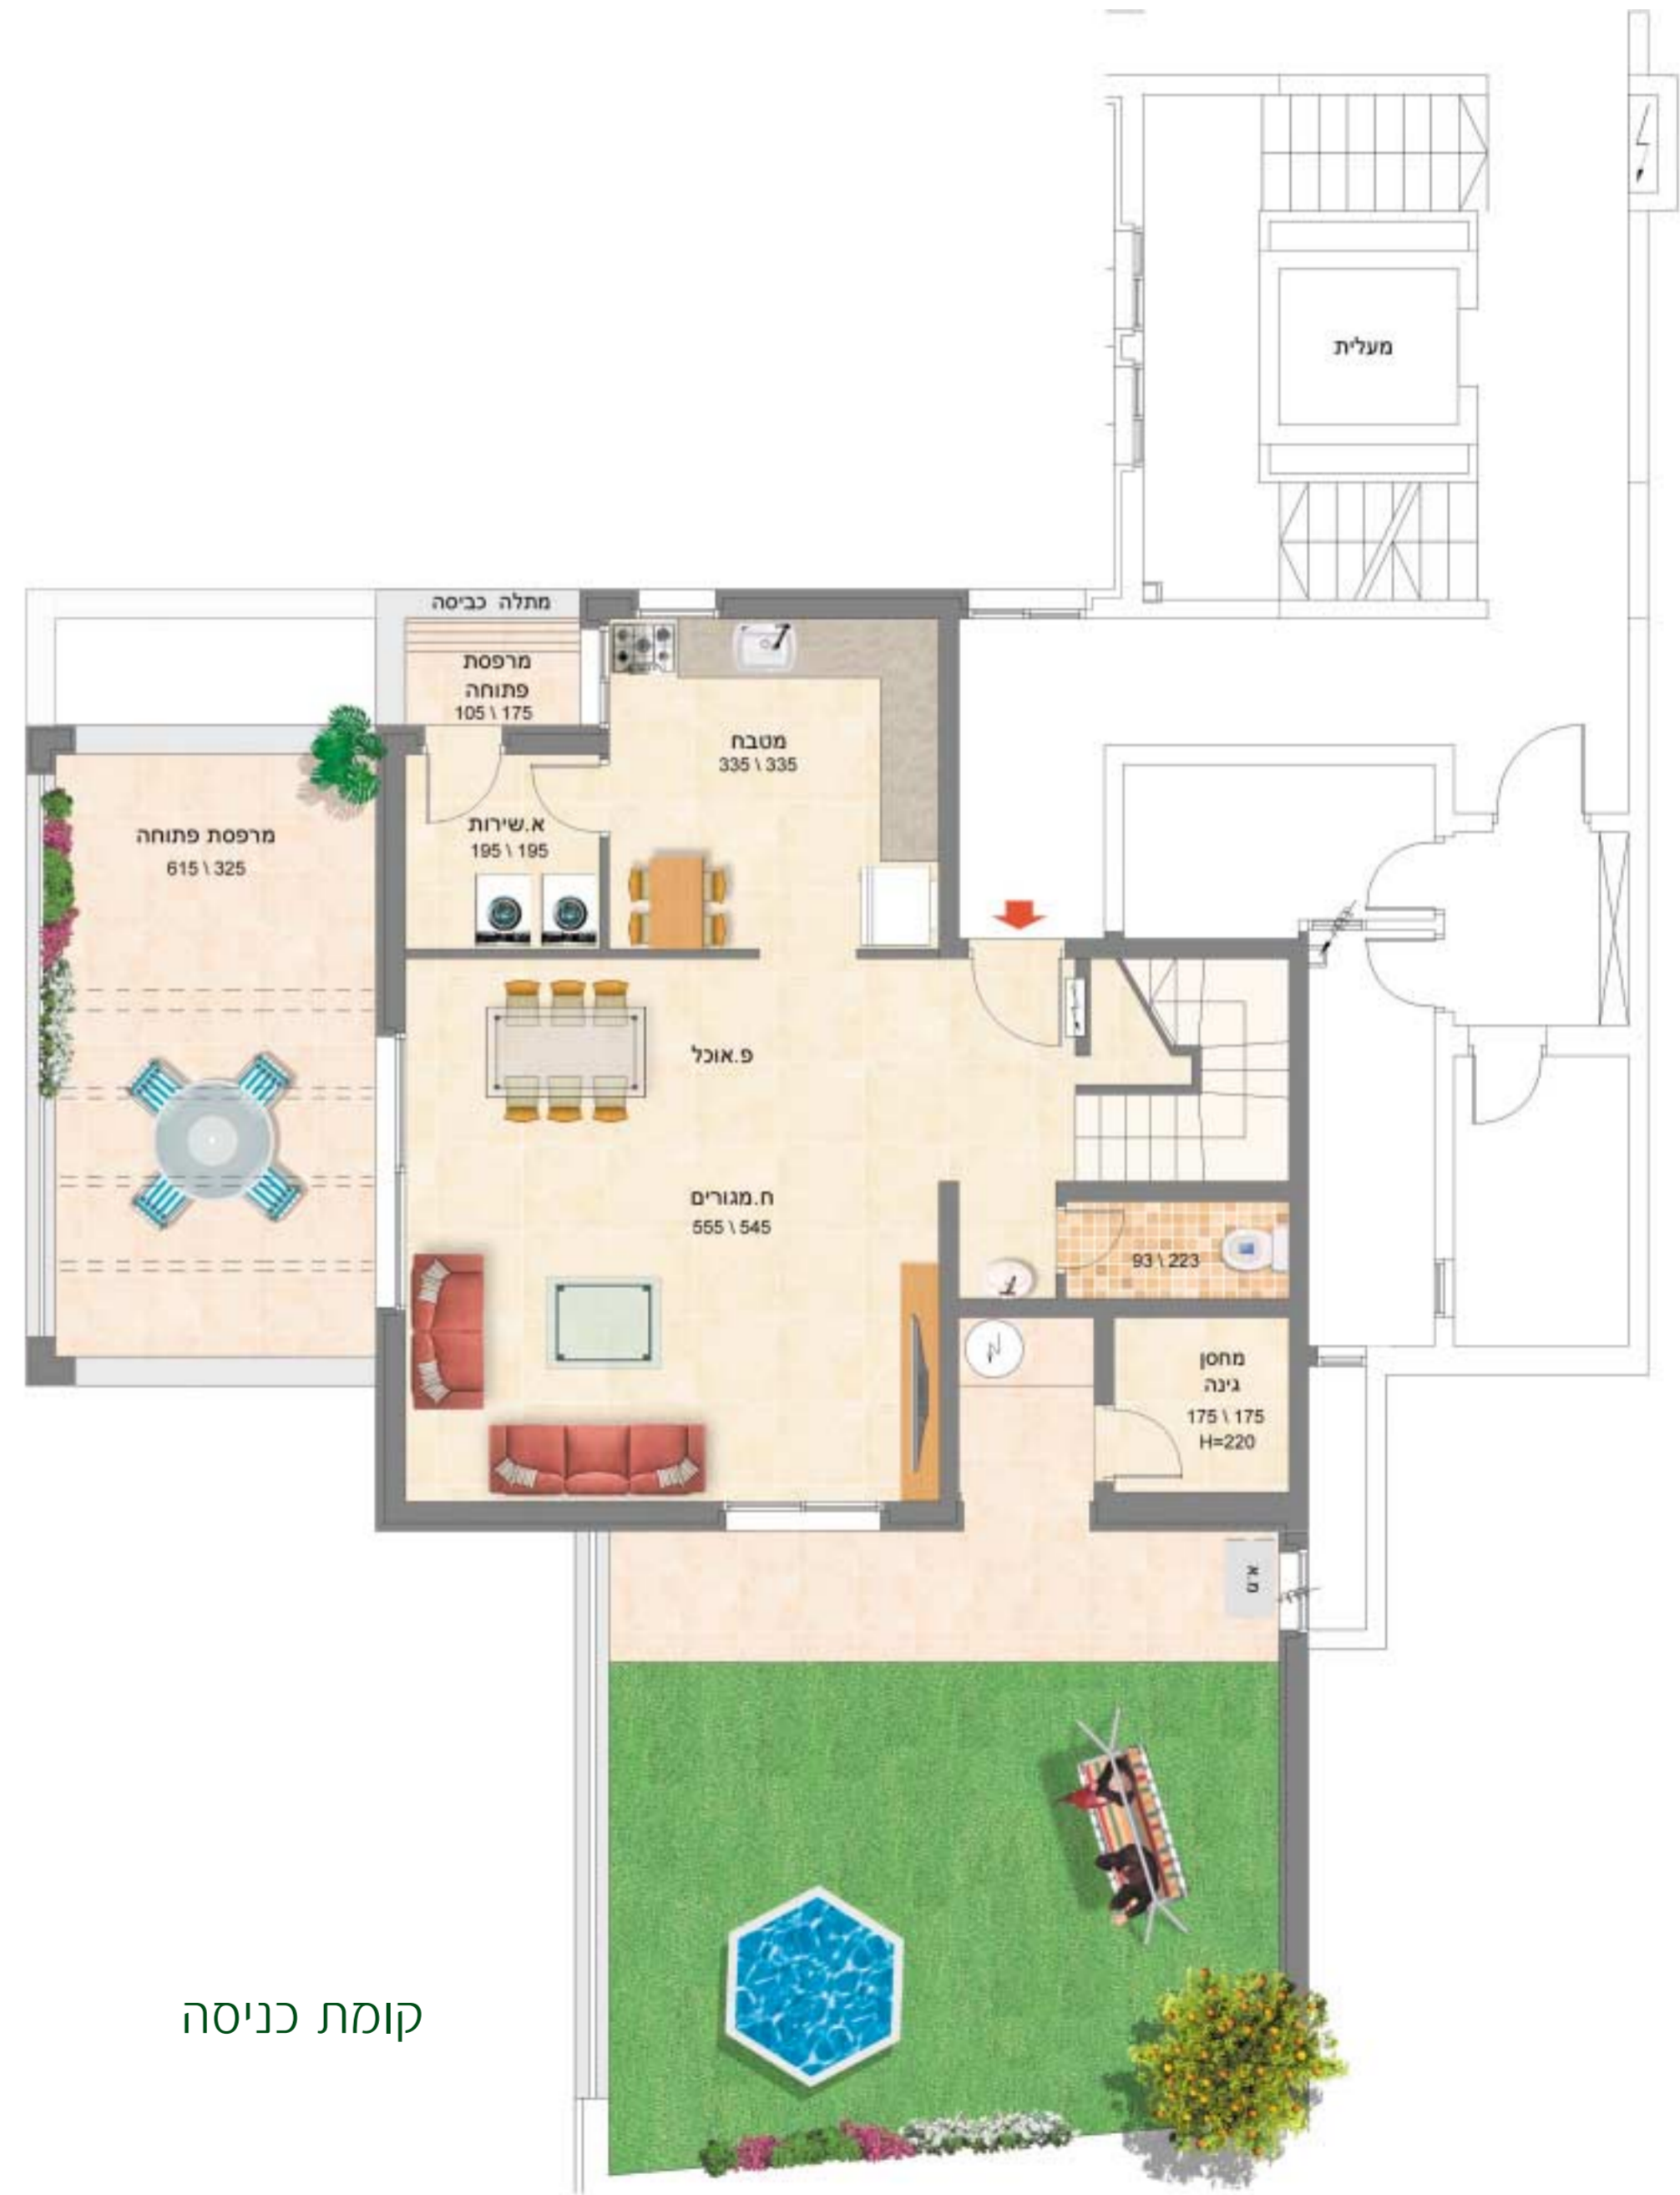 מעלית
מתלה כביסה
מרפסת
פתוחה
105 \ 175
מטבח
335 \ 335
א.שירות
195 \ 195
מרפסת פתוחה
615 \ 325
פ.אוכל
ח.מגורים
555 \ 545
93 \ 223
מחסן
גינה
175 \ 175
H=220
מ.א
קומת כניסה